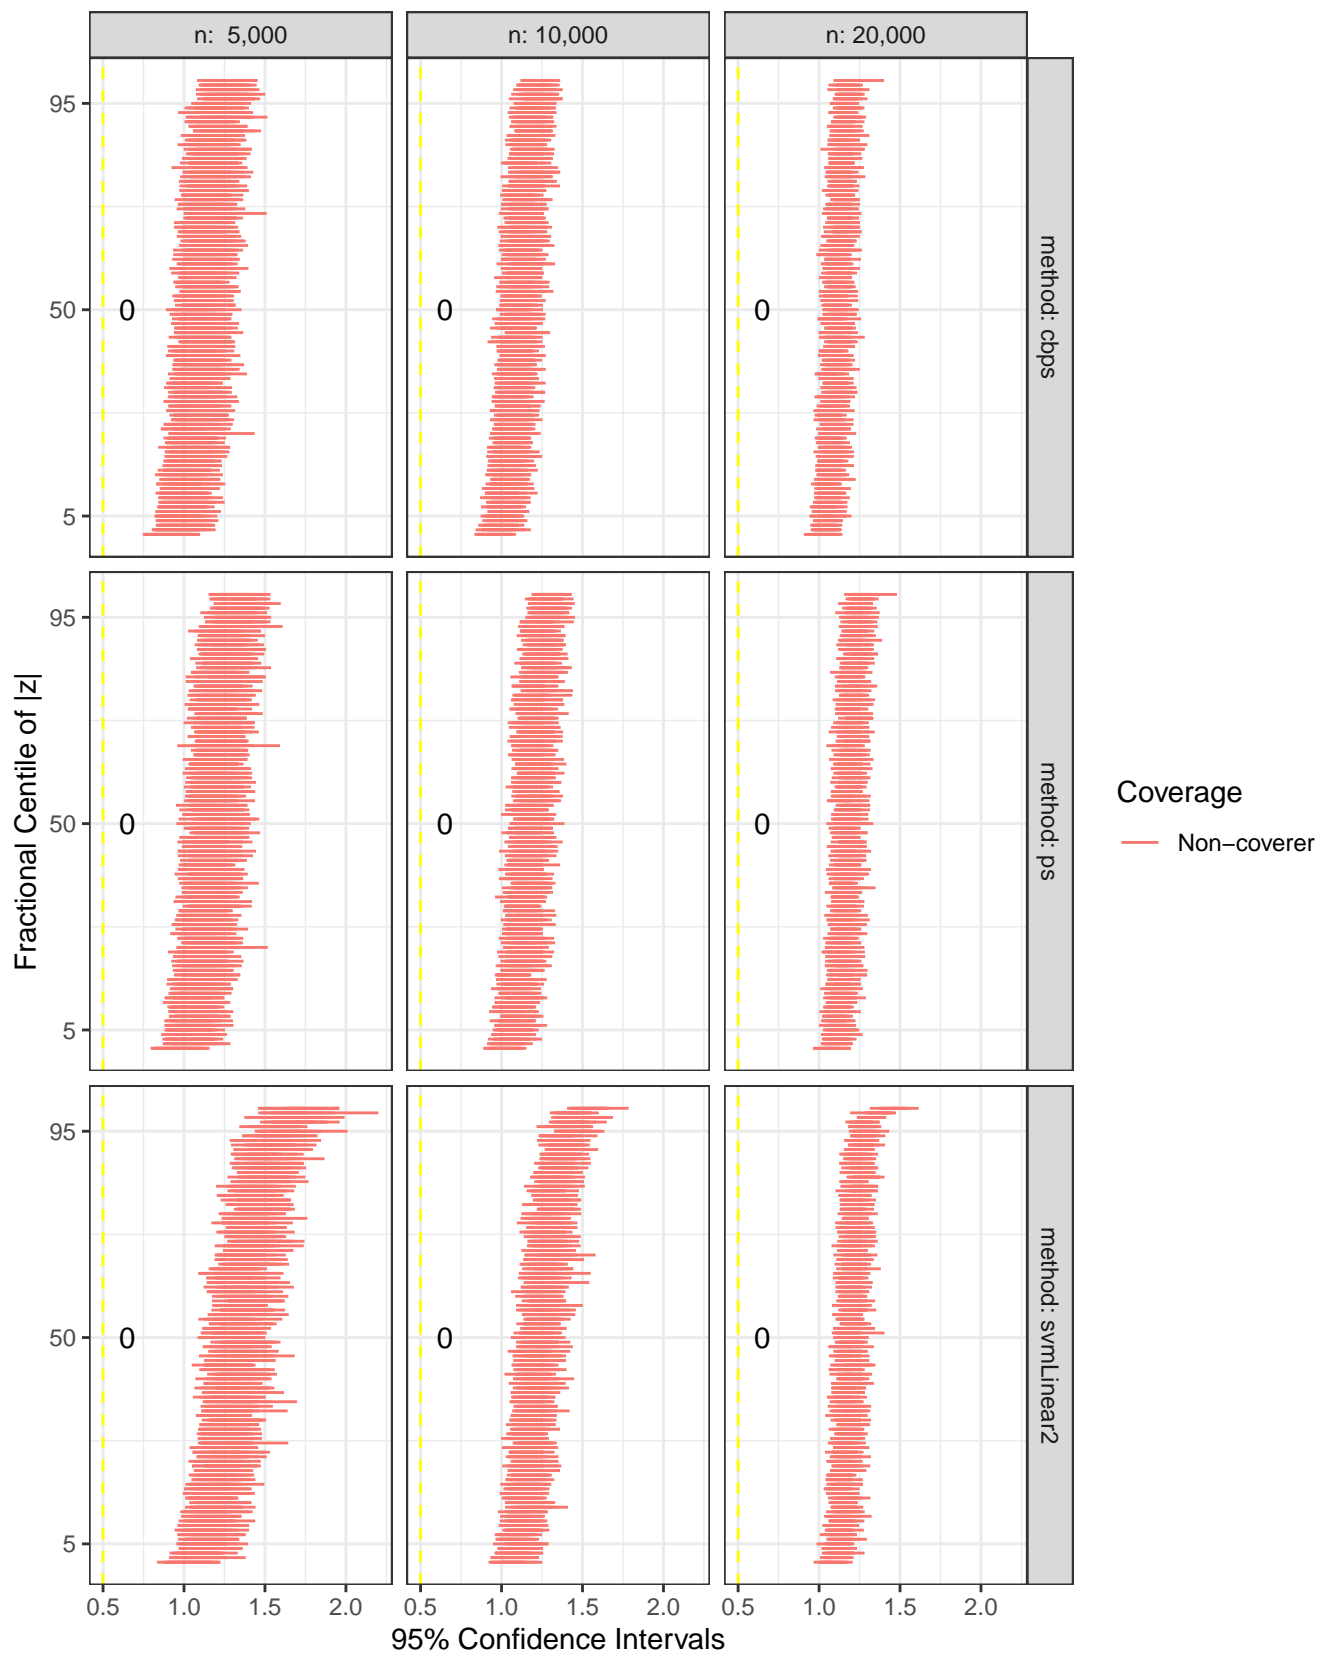 n:  5,000
n: 10,000
n: 20,000
95
50
5
0
0
0
method: cbps
Fractional Centile of |z|
95
50
5
0
0
0
method: ps
Coverage
Non−coverer
95
50
5
0
0
0
method: svmLinear2
0.5 1.0 1.5 2.0
0.5 1.0 1.5 2.0
0.5 1.0 1.5 2.0
95% Confidence Intervals